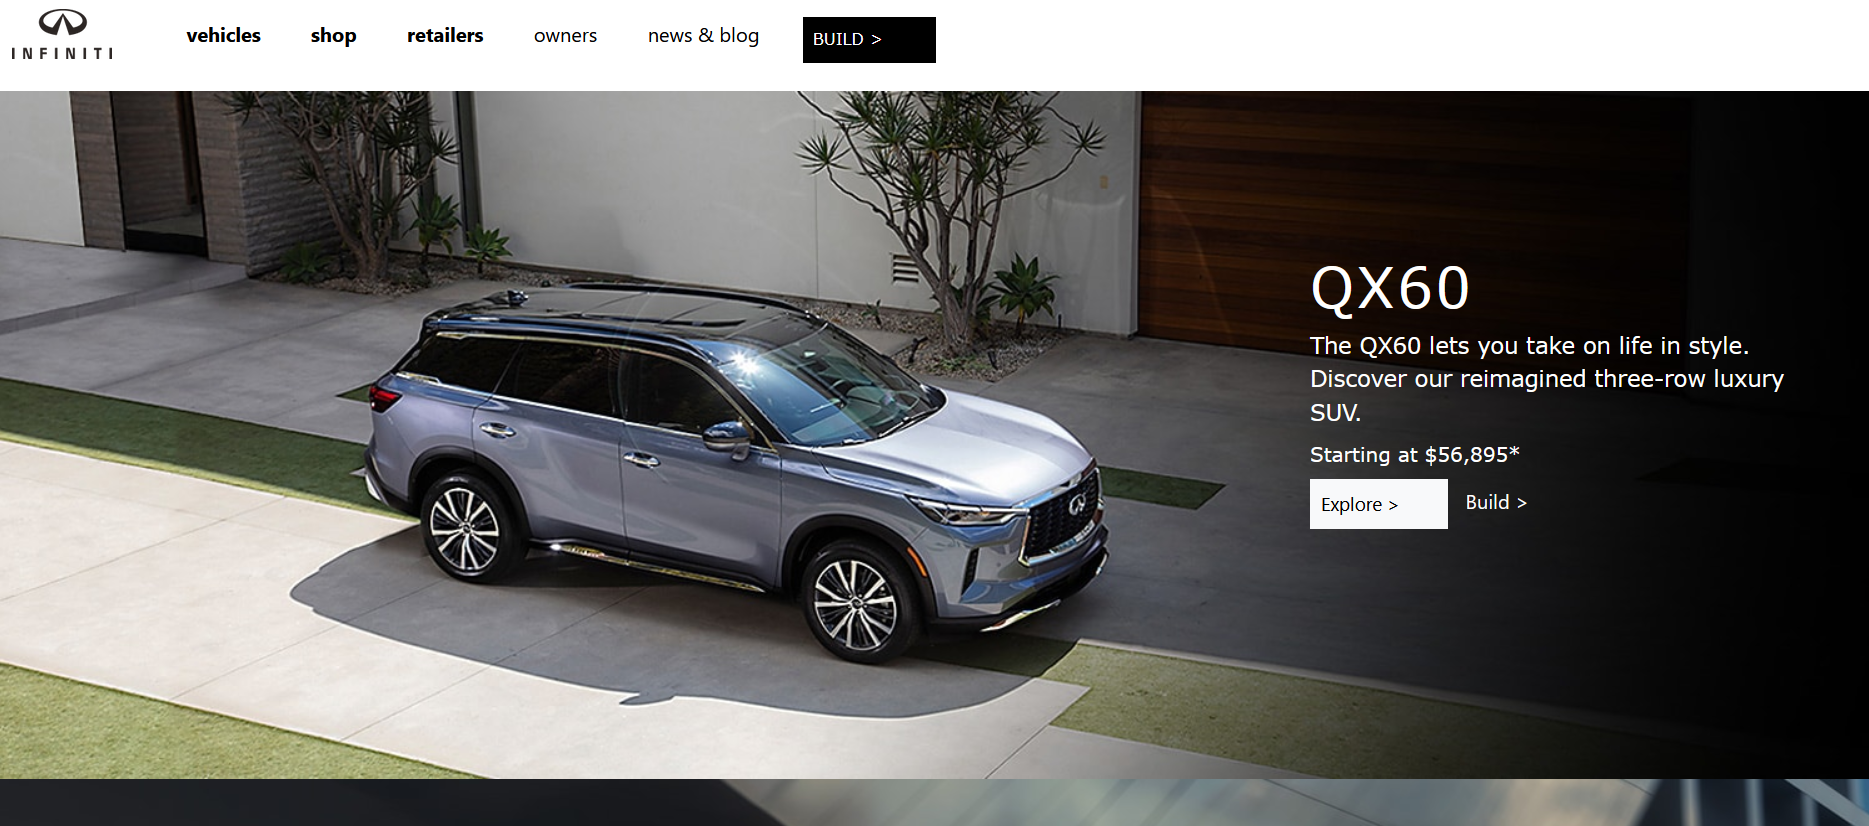 INFINITI
vehicles shop retailers owners news & blog BUILD >
QX60
The QX60 lets you take on life in style.
Discover our reimagined three-row luxury
SUV.
Starting at $56,895*
Explore > Build >